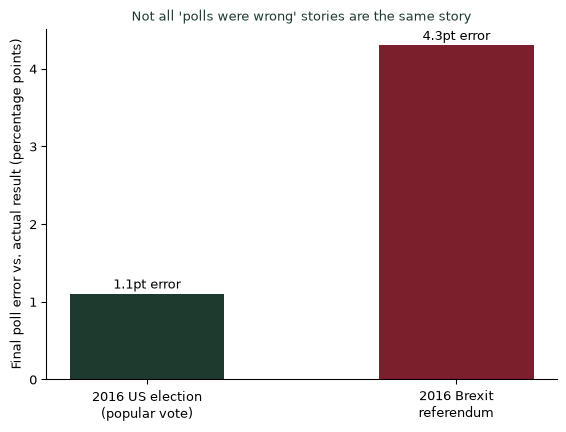 Not all 'polls were wrong' stories are the same story
Final poll error vs. actual result (percentage points)
4
3
2
1
0
1.1pt error
4.3pt error
2016 US election
(popular vote)
2016 Brexit
referendum